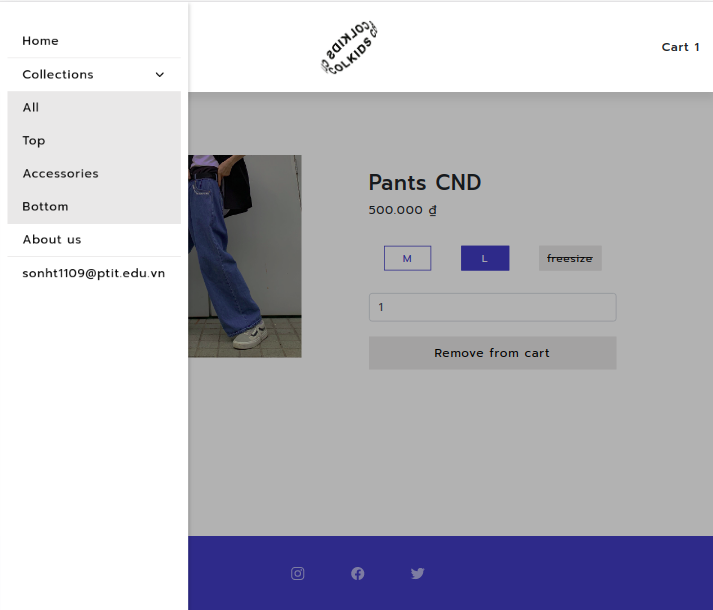 Home
Collections
All
Top
Accessories
Bottom
About us
sonht1109@ptit.edu.vn
COLKIDS
COLKIDS
Cart 1
Pants CND
500.000 ₫
M
L
freesize
1
Remove from cart